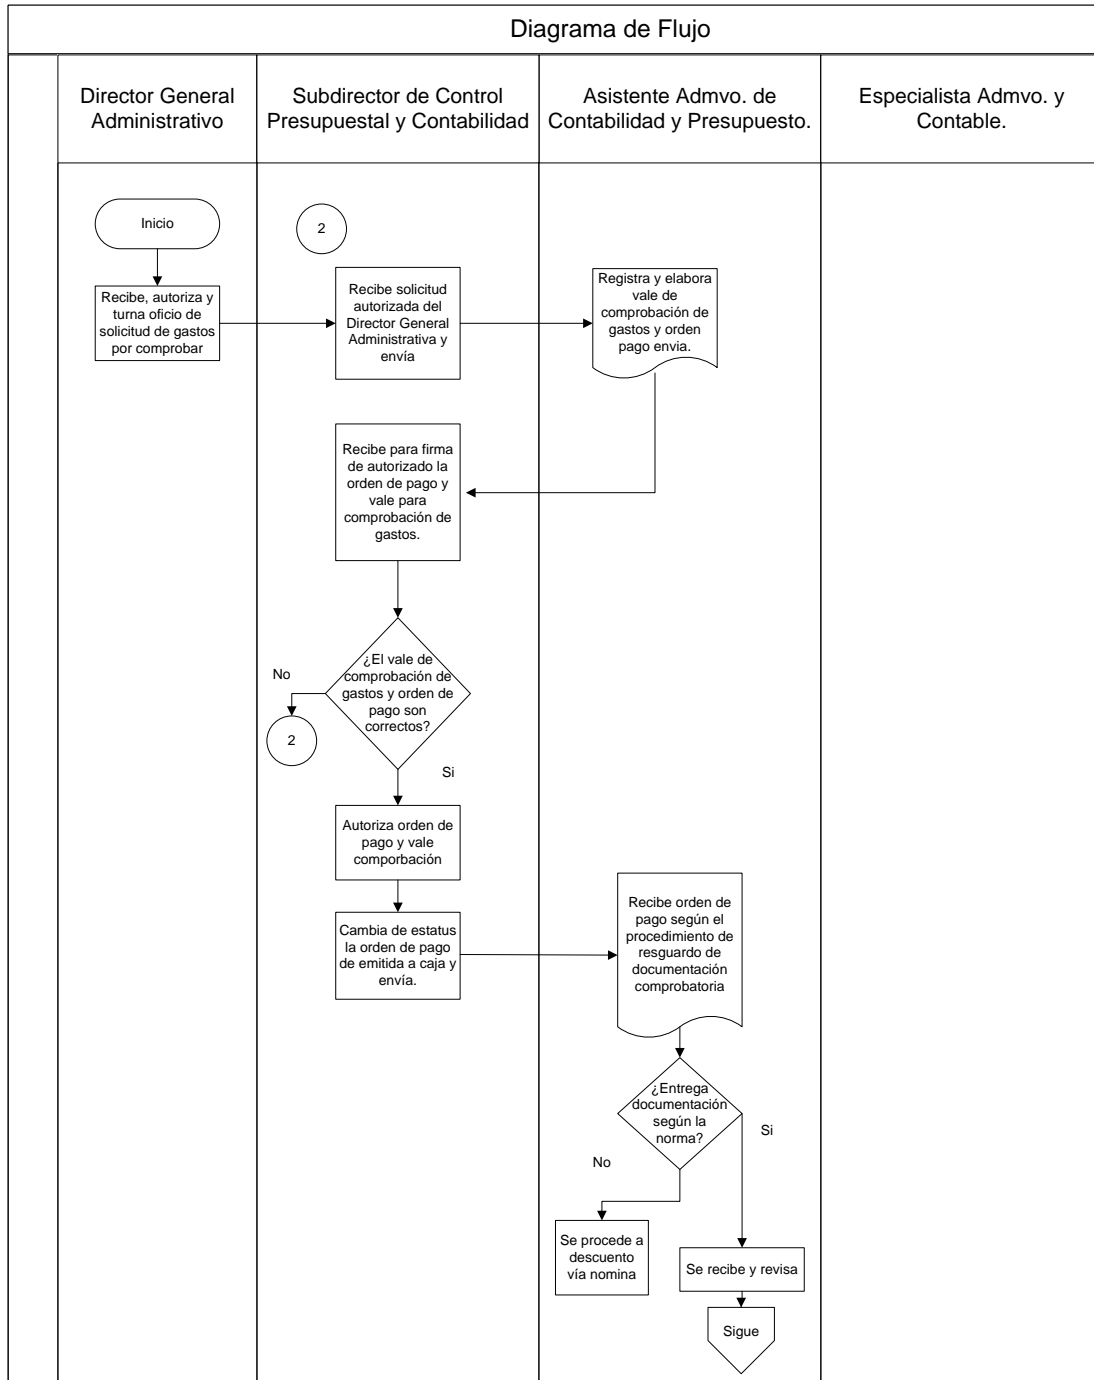 Diagrama de Flujo
Director General
Administrativo
Subdirector de Control
Presupuestal y Contabilidad
Asistente Admvo. de
Contabilidad y Presupuesto.
Especialista Admvo. y
Contable.
Inicio
2
Recibe, autoriza y
turna oficio de
solicitud de gastos
por comprobar
Recibe solicitud
autorizada del
Director General
Administrativa y
envía
Registra y elabora
vale de
comprobación de
gastos y orden
pago envia.
Recibe para firma
de autorizado la
orden de pago y
vale para
comprobación de
gastos.
¿El vale de
comprobación de
gastos y orden de
pago son
correctos?
No
2
Si
Autoriza orden de
pago y vale
comporbación
Cambia de estatus
la orden de pago
de emitida a caja y
envía.
Recibe orden de
pago según el
procedimiento de
resguardo de
documentación
comprobatoria
¿Entrega
documentación
según la
norma?
Si
No
Se procede a
descuento
vía nomina
Se recibe y revisa
Sigue